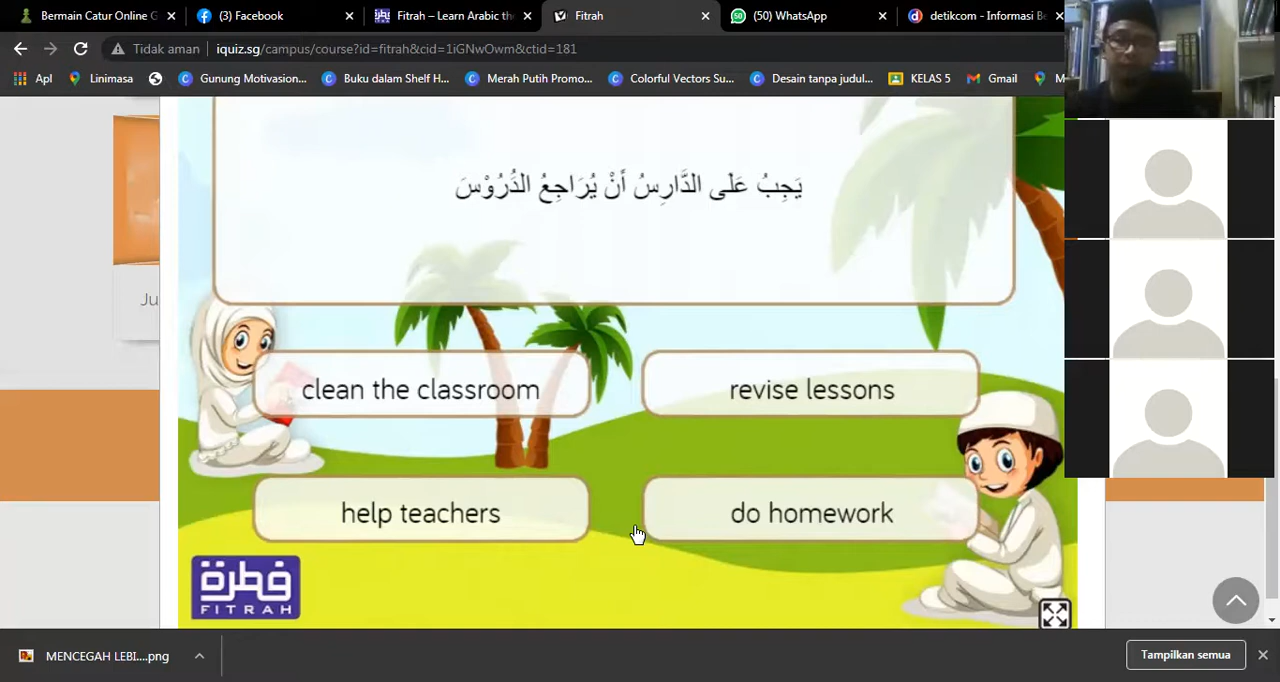 Bermain Catur Online G
(3) Facebook
Fitrah – Learn Arabic th
Fitrah
(50) WhatsApp
detikcom - Informasi Be
Tidak aman
iquiz.sg/campus/course?id=fitrah&cid=1iGNwOwm&ctid=181
Apl
Linimasa
Gunung Motivasion...
Buku dalam Shelf H...
Merah Putih Promo...
Colorful Vectors Su...
Desain tanpa judul...
KELAS 5
Gmail
M
يَجِبُ عَلَى الدَّارِسُ أنْ يُرَاجِعُ الدُّرُوْسَ
Ju
clean the classroom
revise lessons
help teachers
do homework
فطرة
FITRAH
MENCEGAH LEBI....png
Tampilkan semua